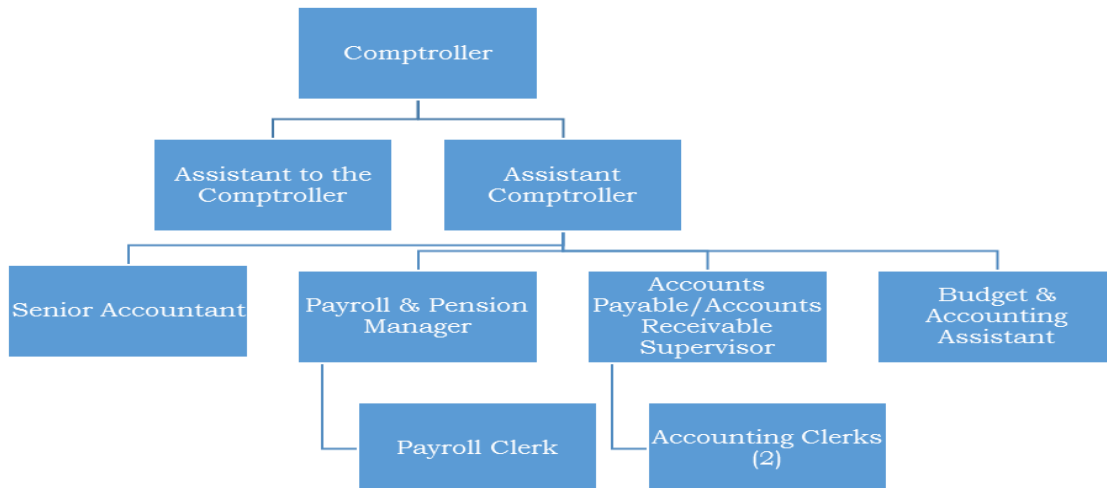 Comptroller
Assistant to the
Comptroller
Assistant
Comptroller
Senior Accountant
Payroll & Pension
Manager
Accounts
Payable/Accounts
Receivable
Supervisor
Budget &
Accounting
Assistant
Payroll Clerk
Accounting Clerks
(2)